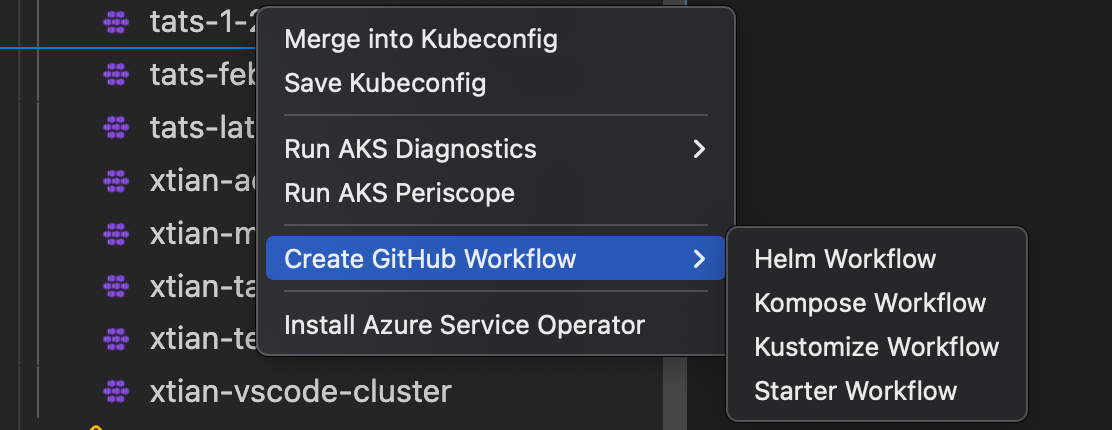 tats-1-2
tats-feb
tats-lat
xtian-ac
xtian-m
xtian-ta
xtian-te
xtian-vscode-cluster
Merge into Kubeconfig
Save Kubeconfig
Run AKS Diagnostics
Run AKS Periscope
Create GitHub Workflow
Install Azure Service Operator
Helm Workflow
Kompose Workflow
Kustomize Workflow
Starter Workflow